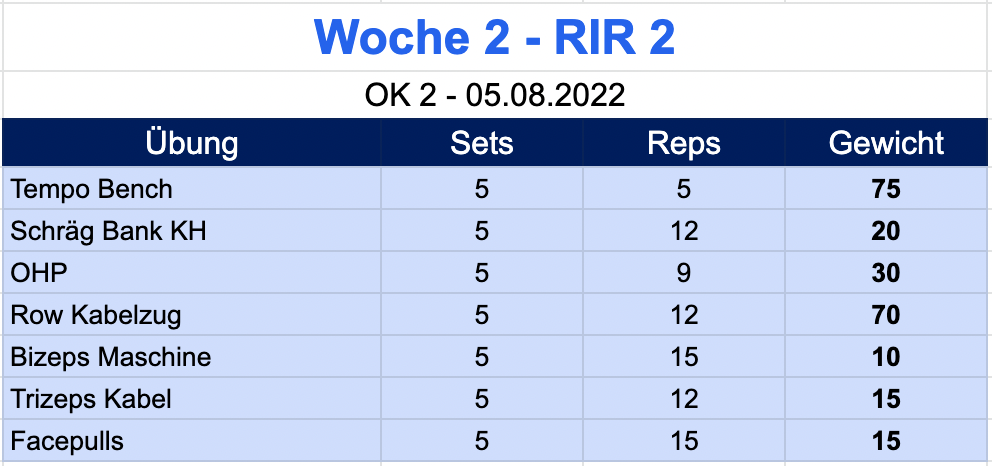 Woche 2 - RIR 2
OK 2 - 05.08.2022
Übung Sets Reps Gewicht
Tempo Bench 5 5 75
Schräg Bank KH 5 12 20
OHP 5 9 30
Row Kabelzug 5 12 70
Bizeps Maschine 5 15 10
Trizeps Kabel 5 12 15
Facepulls 5 15 15